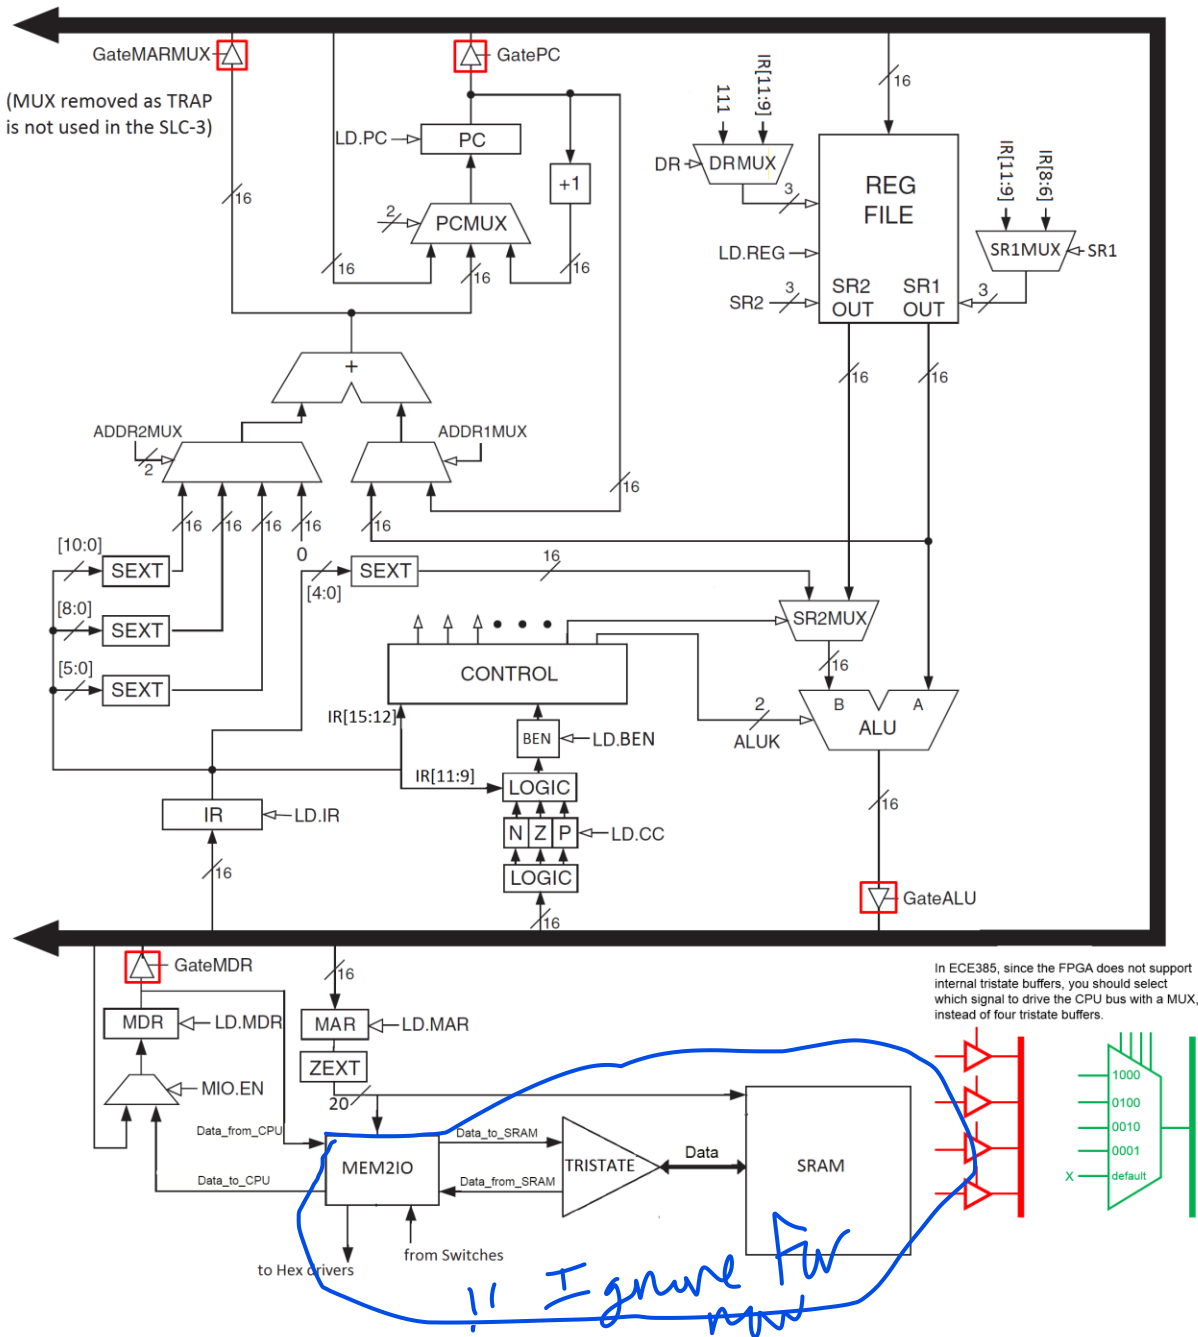 GateMARMUX
GatePC
(MUX removed as TRAP
is not used in the SLC-3)
16
LD.PC
PC
+1
2
PCMUX
16
16
16
111
IR[11:9]
16
DR
DRMUX
3
REG
FILE
IR[11:9]
IR[8:6]
SR1MUX
SR1
LD.REG
SR2
3
SR2
OUT
SR1
OUT
3
16
16
+
ADDR2MUX
2
ADDR1MUX
16
16
16
16
16
16
0
[10:0]
SEXT
[4:0]
SEXT
16
[8:0]
SEXT
[5:0]
SEXT
SR2MUX
16
CONTROL
B
A
ALU
2
ALUK
IR[15:12]
BEN
LD.BEN
IR[11:9]
LOGIC
IR
LD.IR
N Z P
LD.CC
LOGIC
16
16
16
GateALU
GateMDR
16
MDR
LD.MDR
MAR
LD.MAR
ZEXT
MIO.EN
20
Data_from_CPU
Data_to_CPU
MEM2IO
Data_to_SRAM
Data_from_SRAM
TRISTATE
Data
SRAM
to Hex drivers
from Switches
In ECE385, since the FPGA does not support
internal tristate buffers, you should select
which signal to drive the CPU bus with a MUX,
instead of four tristate buffers.
1000
0100
0010
0001
X
default
!! Ignore For
now